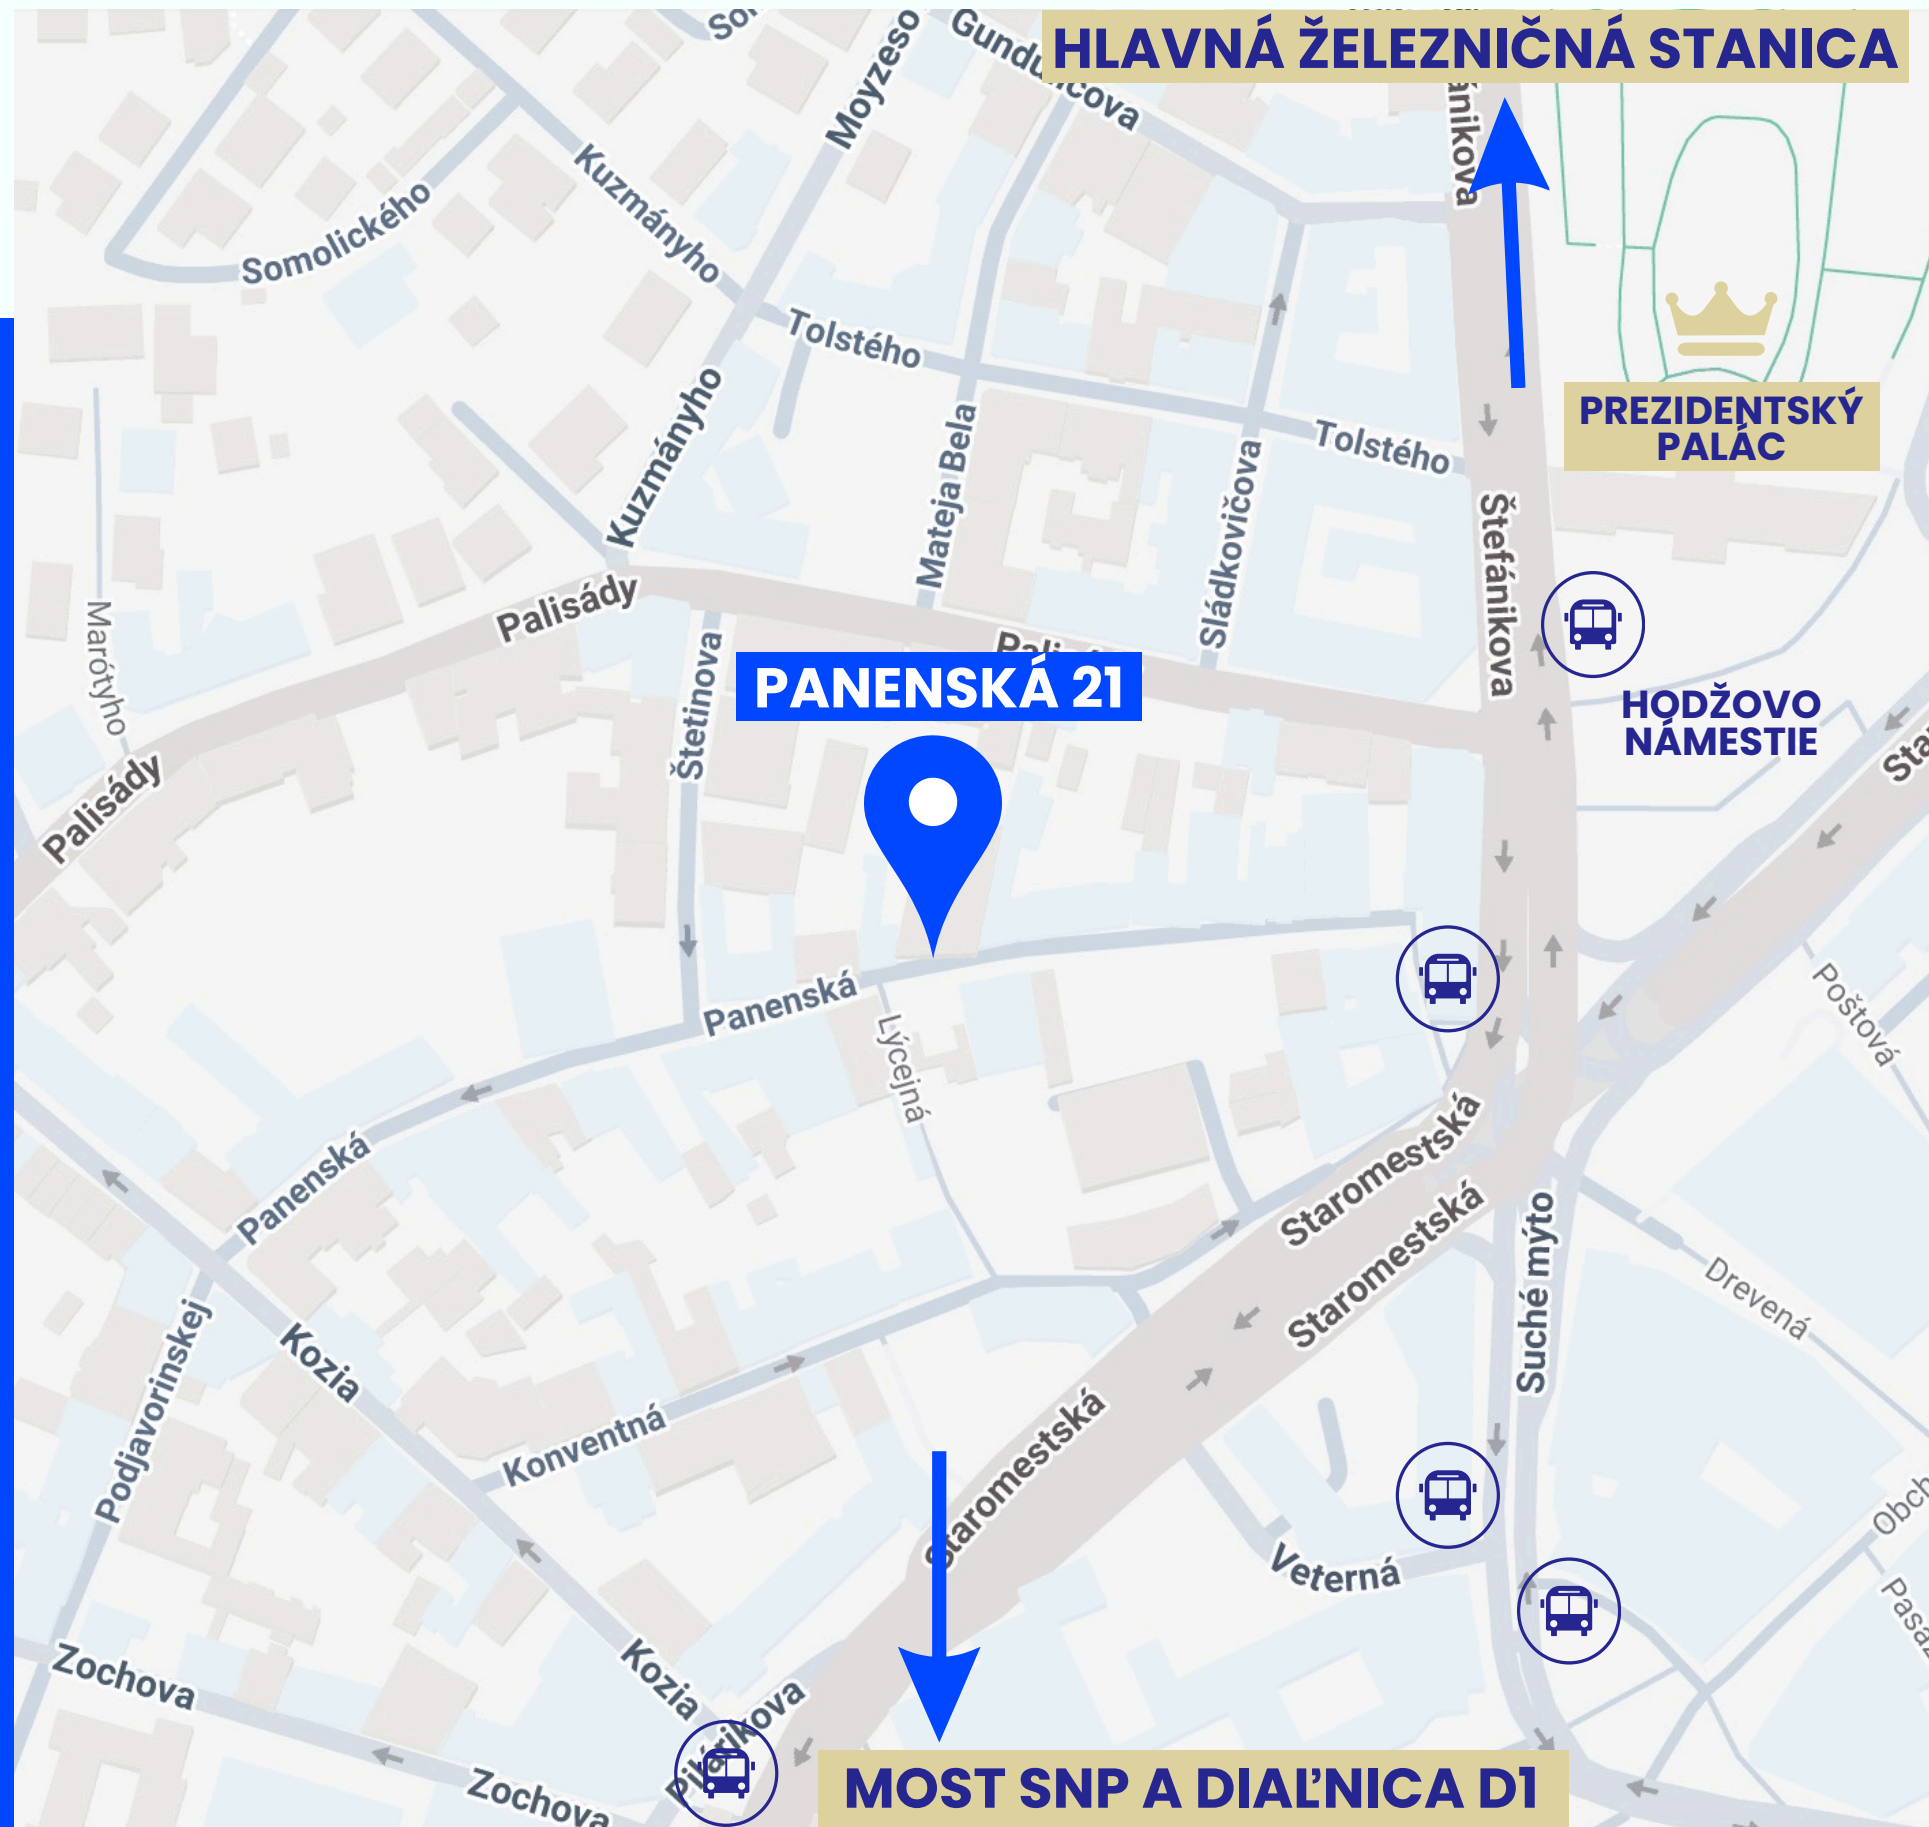 HLAVNÁ ŽELEZNIČNÁ STANICA
Moyzeso
Somolického
Kuzmányho
Tolstého
Kuzmányho
Mateja Bela
Tolstého
Sládkovičova
PREZIDENTSKÝ
PALÁC
Štefánikova
Marótyho
Palisády
Štetinova
PANENSKÁ 21
HODŽOVO
NÁMESTIE
Palisády
Panenská
Lýcejná
Poštová
Panenská
Staromestská
Staromestská
Suché mýto
Drevená
Podjavorinskej
Kozia
Konventná
Staromestská
Veterná
Obch
Zochova
Kozia
Zochova
MOST SNP A DIAĽNICA D1